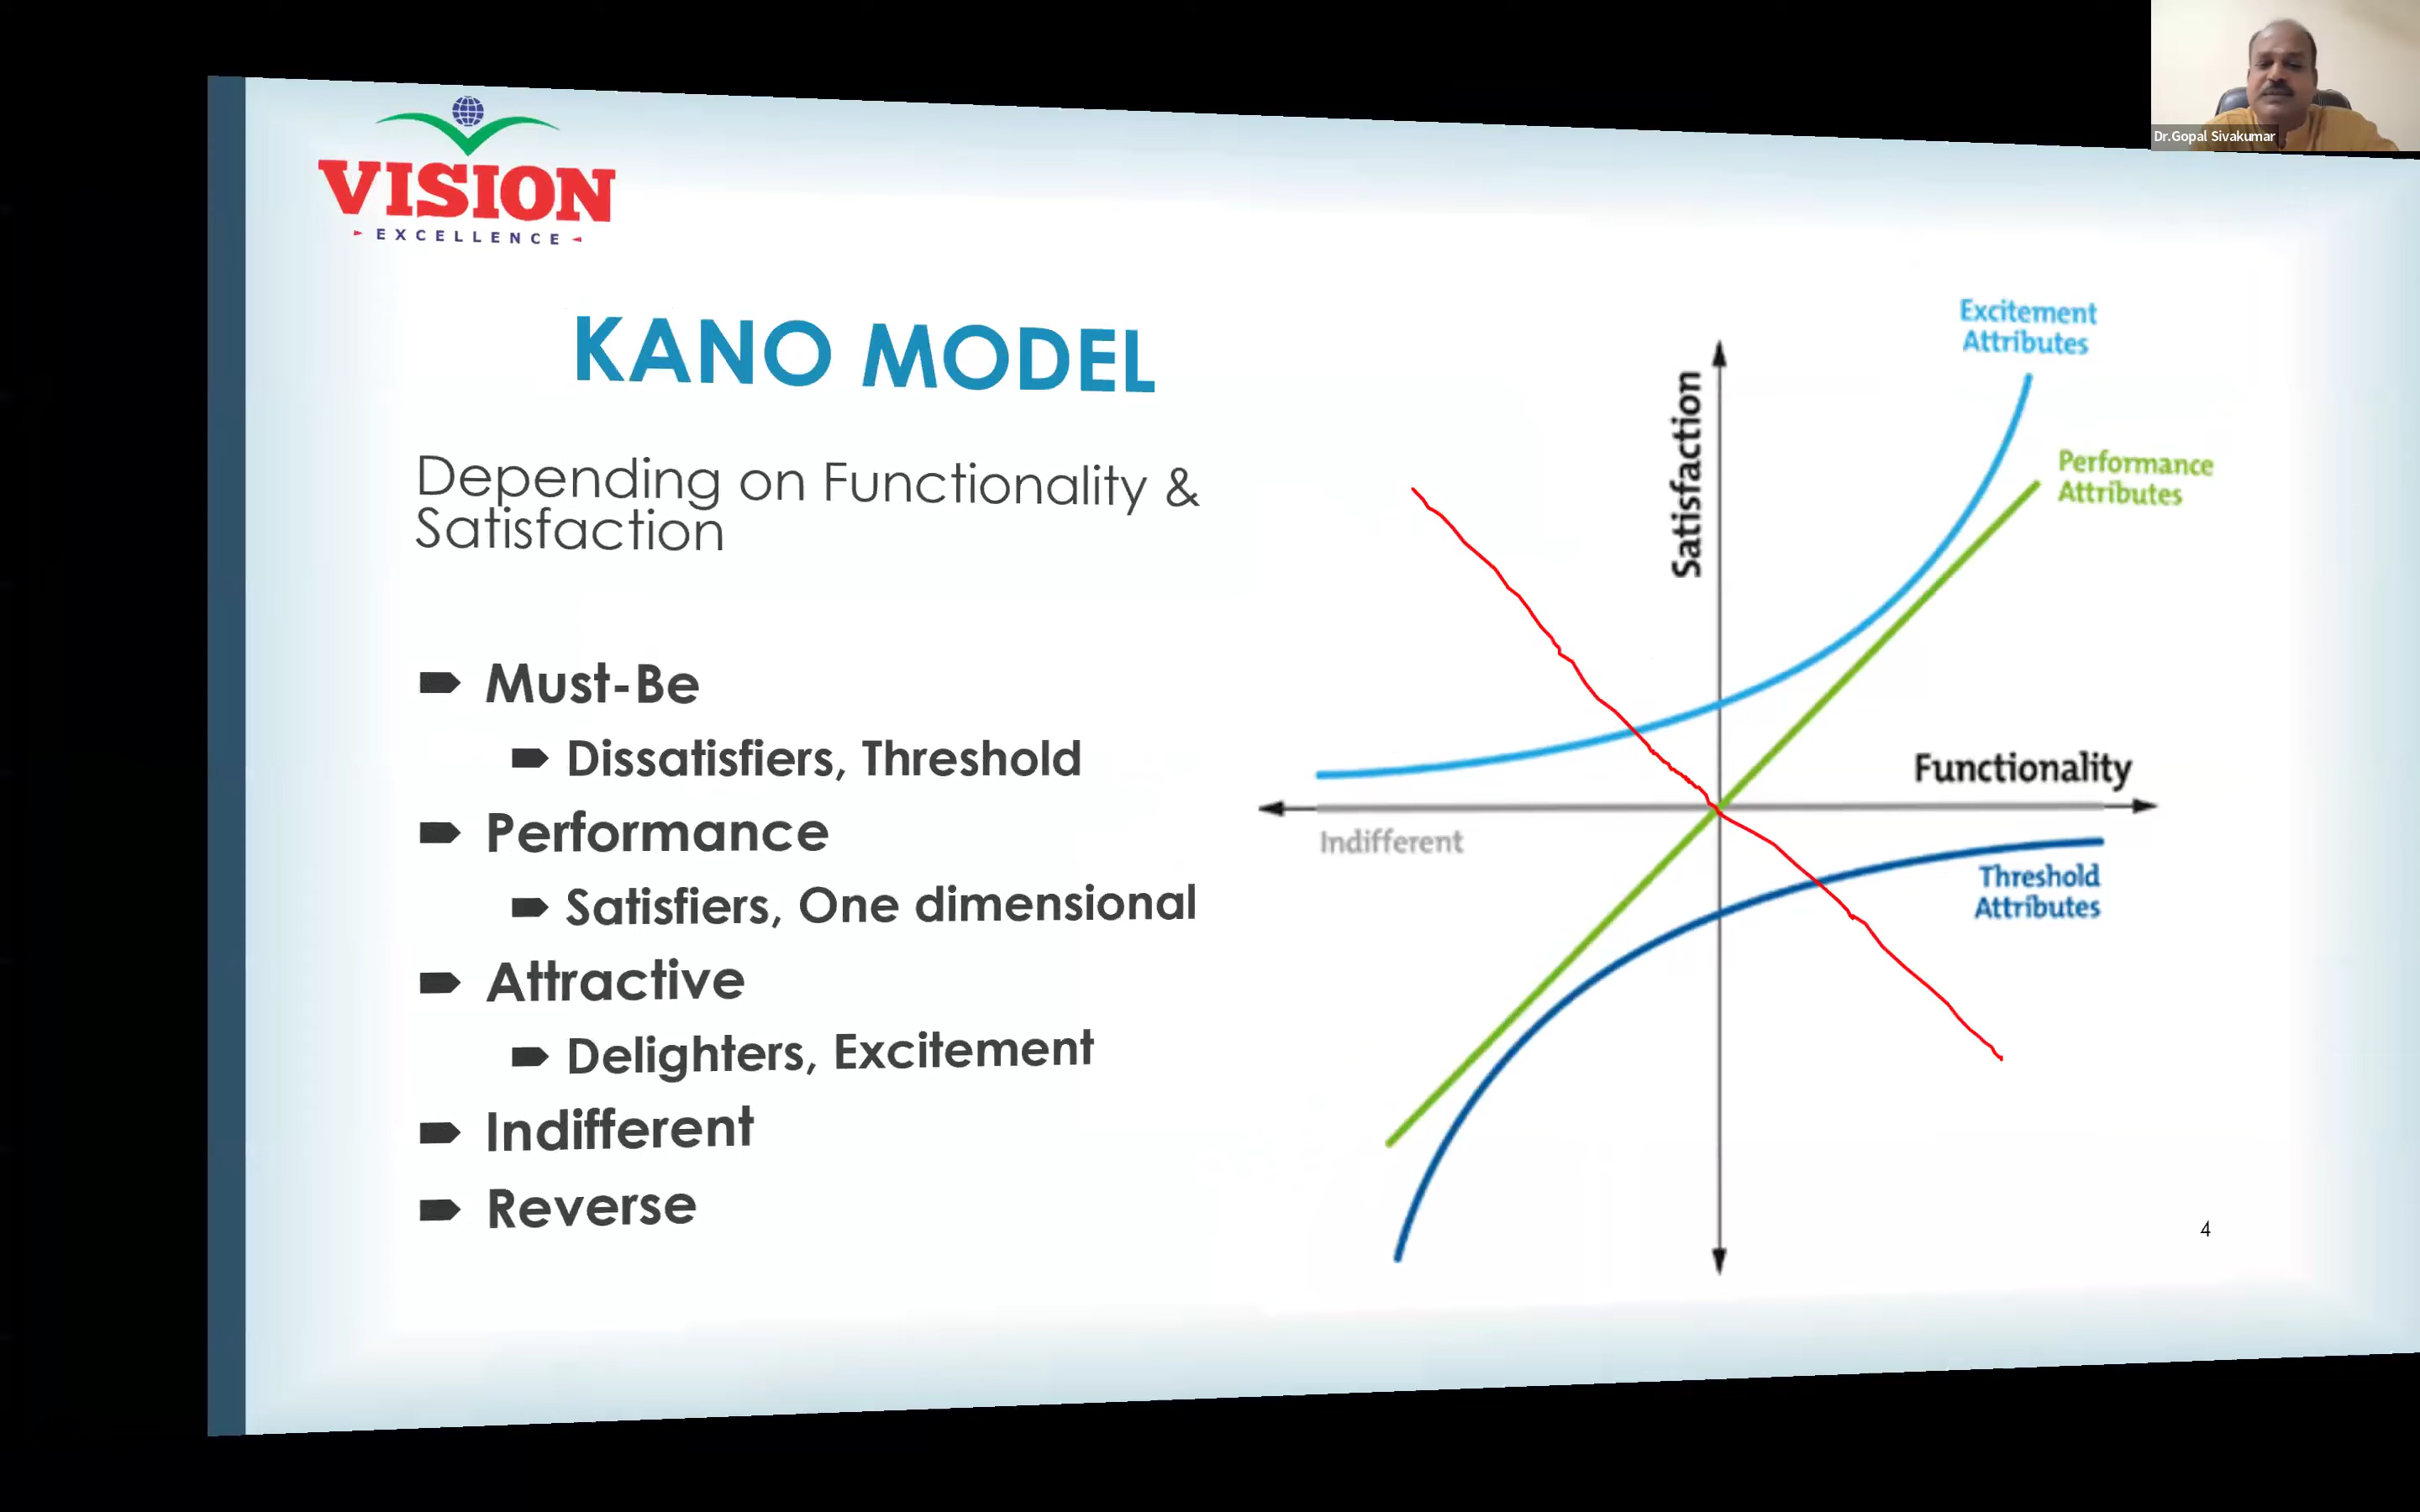 Dr.Gopal Sivakumar
VISION
EXCELLENCE
KANO MODEL
Depending on Functionality &
Satisfaction
Must-Be
Dissatisfiers, Threshold
Performance
Satisfiers, One dimensional
Attractive
Delighters, Excitement
Indifferent
Reverse
Excitement
Attributes
Satisfaction
Performance
Attributes
Functionality
Indifferent
Threshold
Attributes
4